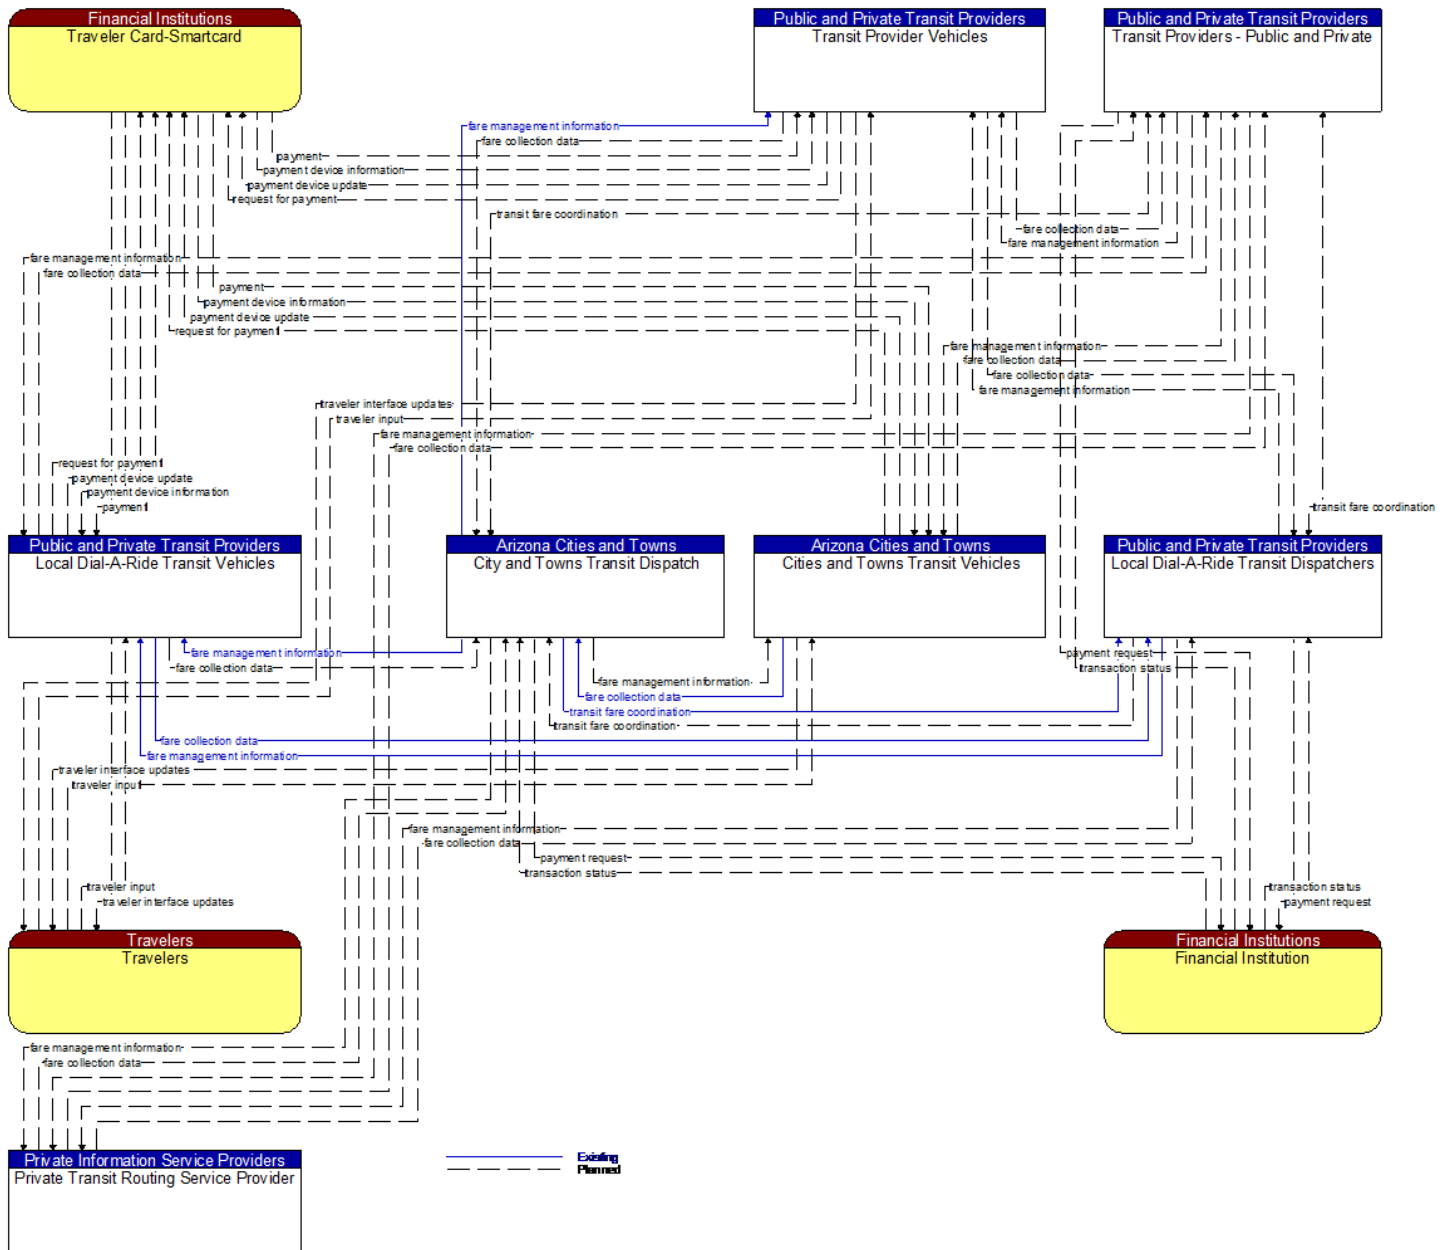 Financial Institutions
Traveler Card-Smartcard
Public and Private Transit Providers
Transit Provider Vehicles
Public and Private Transit Providers
Transit Providers - Public and Private
fare management information
fare collection data
payment
payment device information
payment device update
request for payment
transit fare coordination
fare collection data
fare management information
fare management information
fare collection data
payment
payment device information
payment device update
request for payment
fare management information
fare collection data
fare collection data
fare management information
traveler interface updates
traveler input
fare management information
fare collection data
request for payment
payment device update
payment device information
payment
transit fare coordination
Public and Private Transit Providers
Local Dial-A-Ride Transit Vehicles
Arizona Cities and Towns
City and Towns Transit Dispatch
Arizona Cities and Towns
Cities and Towns Transit Vehicles
Public and Private Transit Providers
Local Dial-A-Ride Transit Dispatchers
fare management information
fare collection data
payment request
transaction status
fare management information
fare collection data
transit fare coordination
transit fare coordination
fare collection data
fare management information
traveler interface updates
traveler input
fare management information
fare collection data
payment request
transaction status
traveler input
traveler interface updates
transaction status
payment request
Travelers
Travelers
Financial Institutions
Financial Institution
fare management information
fare collection data
Private Information Service Providers
Private Transit Routing Service Provider
Existing
Planned